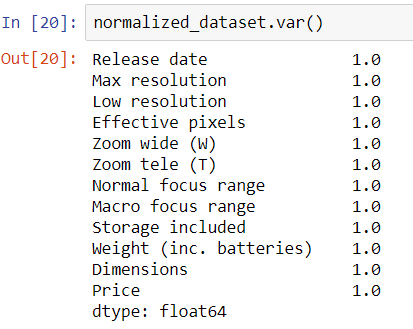 In [20]: normalized_dataset.var()
Out[20]: Release date 1.0
Max resolution 1.0
Low resolution 1.0
Effective pixels 1.0
Zoom wide (W) 1.0
Zoom tele (T) 1.0
Normal focus range 1.0
Macro focus range 1.0
Storage included 1.0
Weight (inc. batteries) 1.0
Dimensions 1.0
Price 1.0
dtype: float64